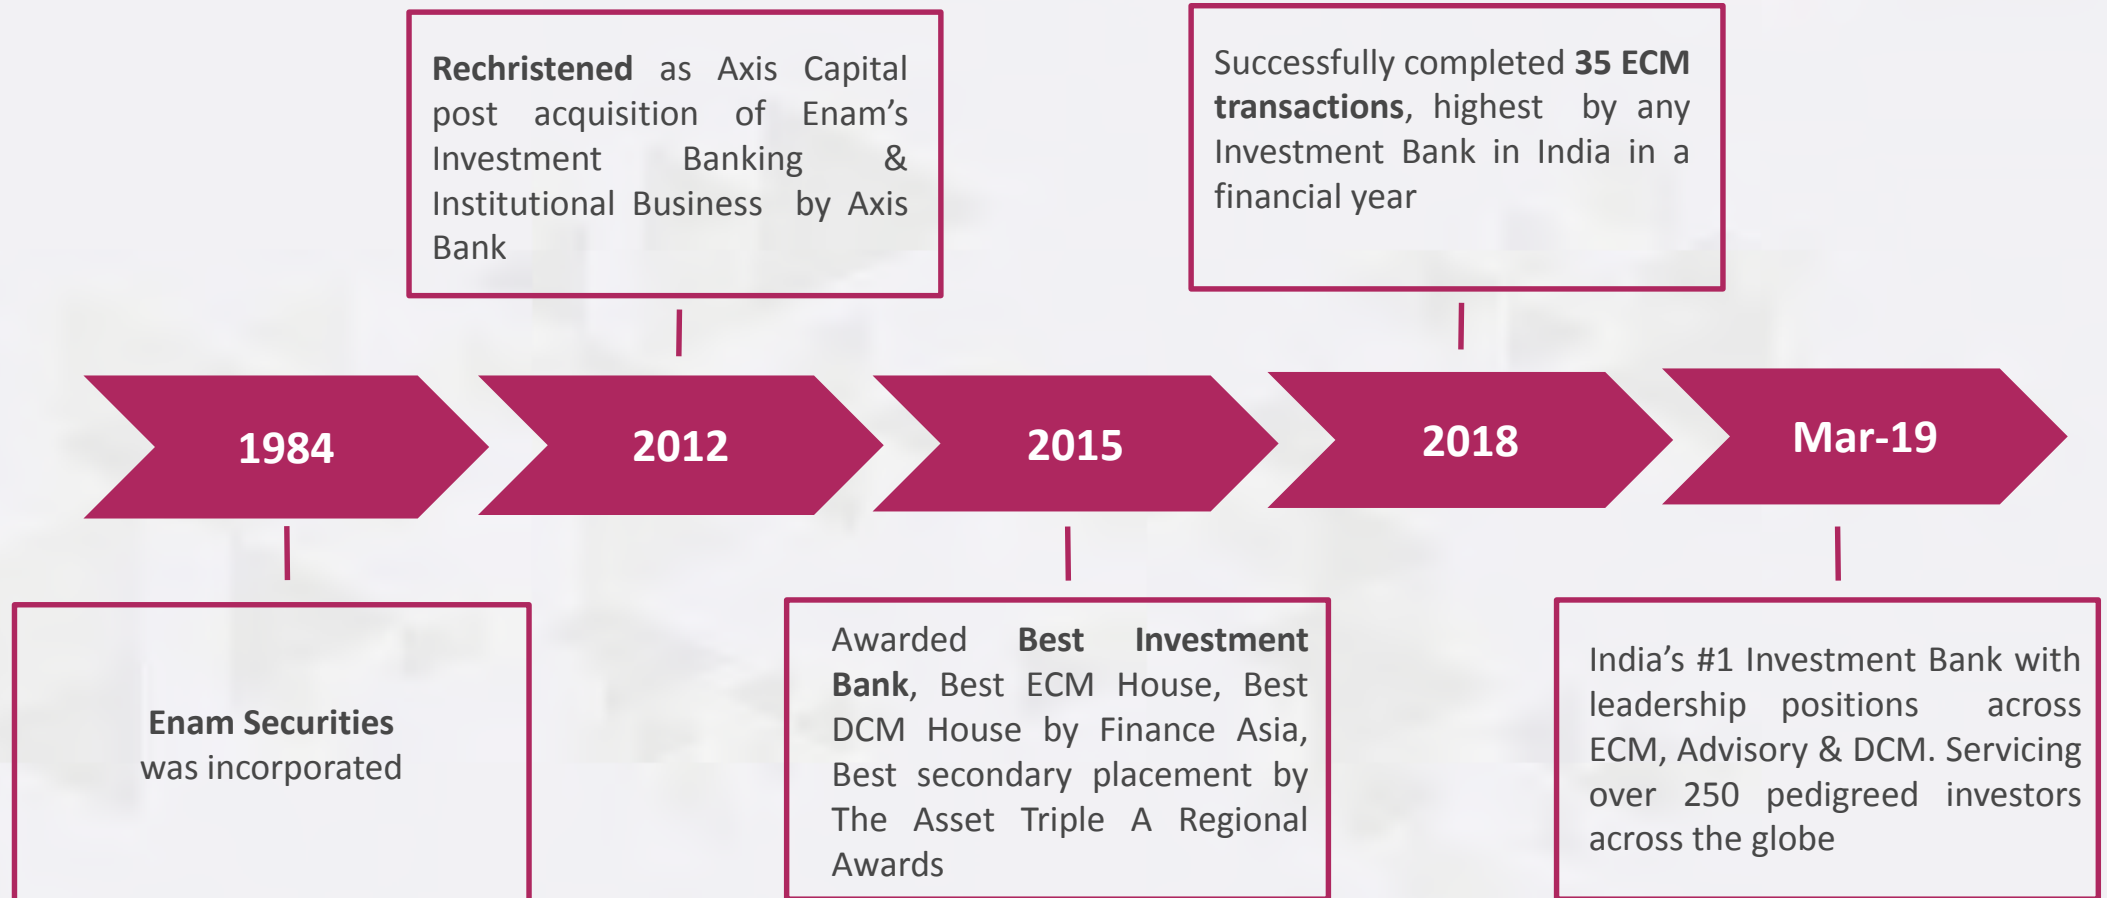 Rechristened as Axis Capital
post acquisition of Enam’s
Investment Banking &
Institutional Business by Axis
Bank
Successfully completed 35 ECM
transactions, highest by any
Investment Bank in India in a
financial year
1984
2012
2015
2018
Mar-19
Enam Securities
was incorporated
Awarded Best Investment
Bank, Best ECM House, Best
DCM House by Finance Asia,
Best secondary placement by
The Asset Triple A Regional
Awards
India’s #1 Investment Bank with
leadership positions across
ECM, Advisory & DCM. Servicing
over 250 pedigreed investors
across the globe